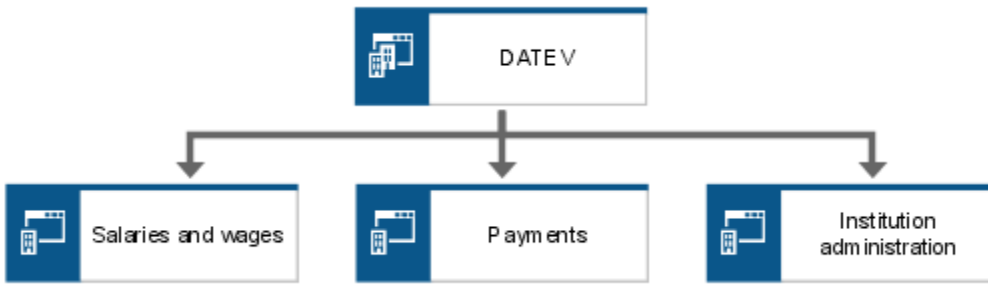 DATEV
Salaries and wages
Payments
Institution
administration